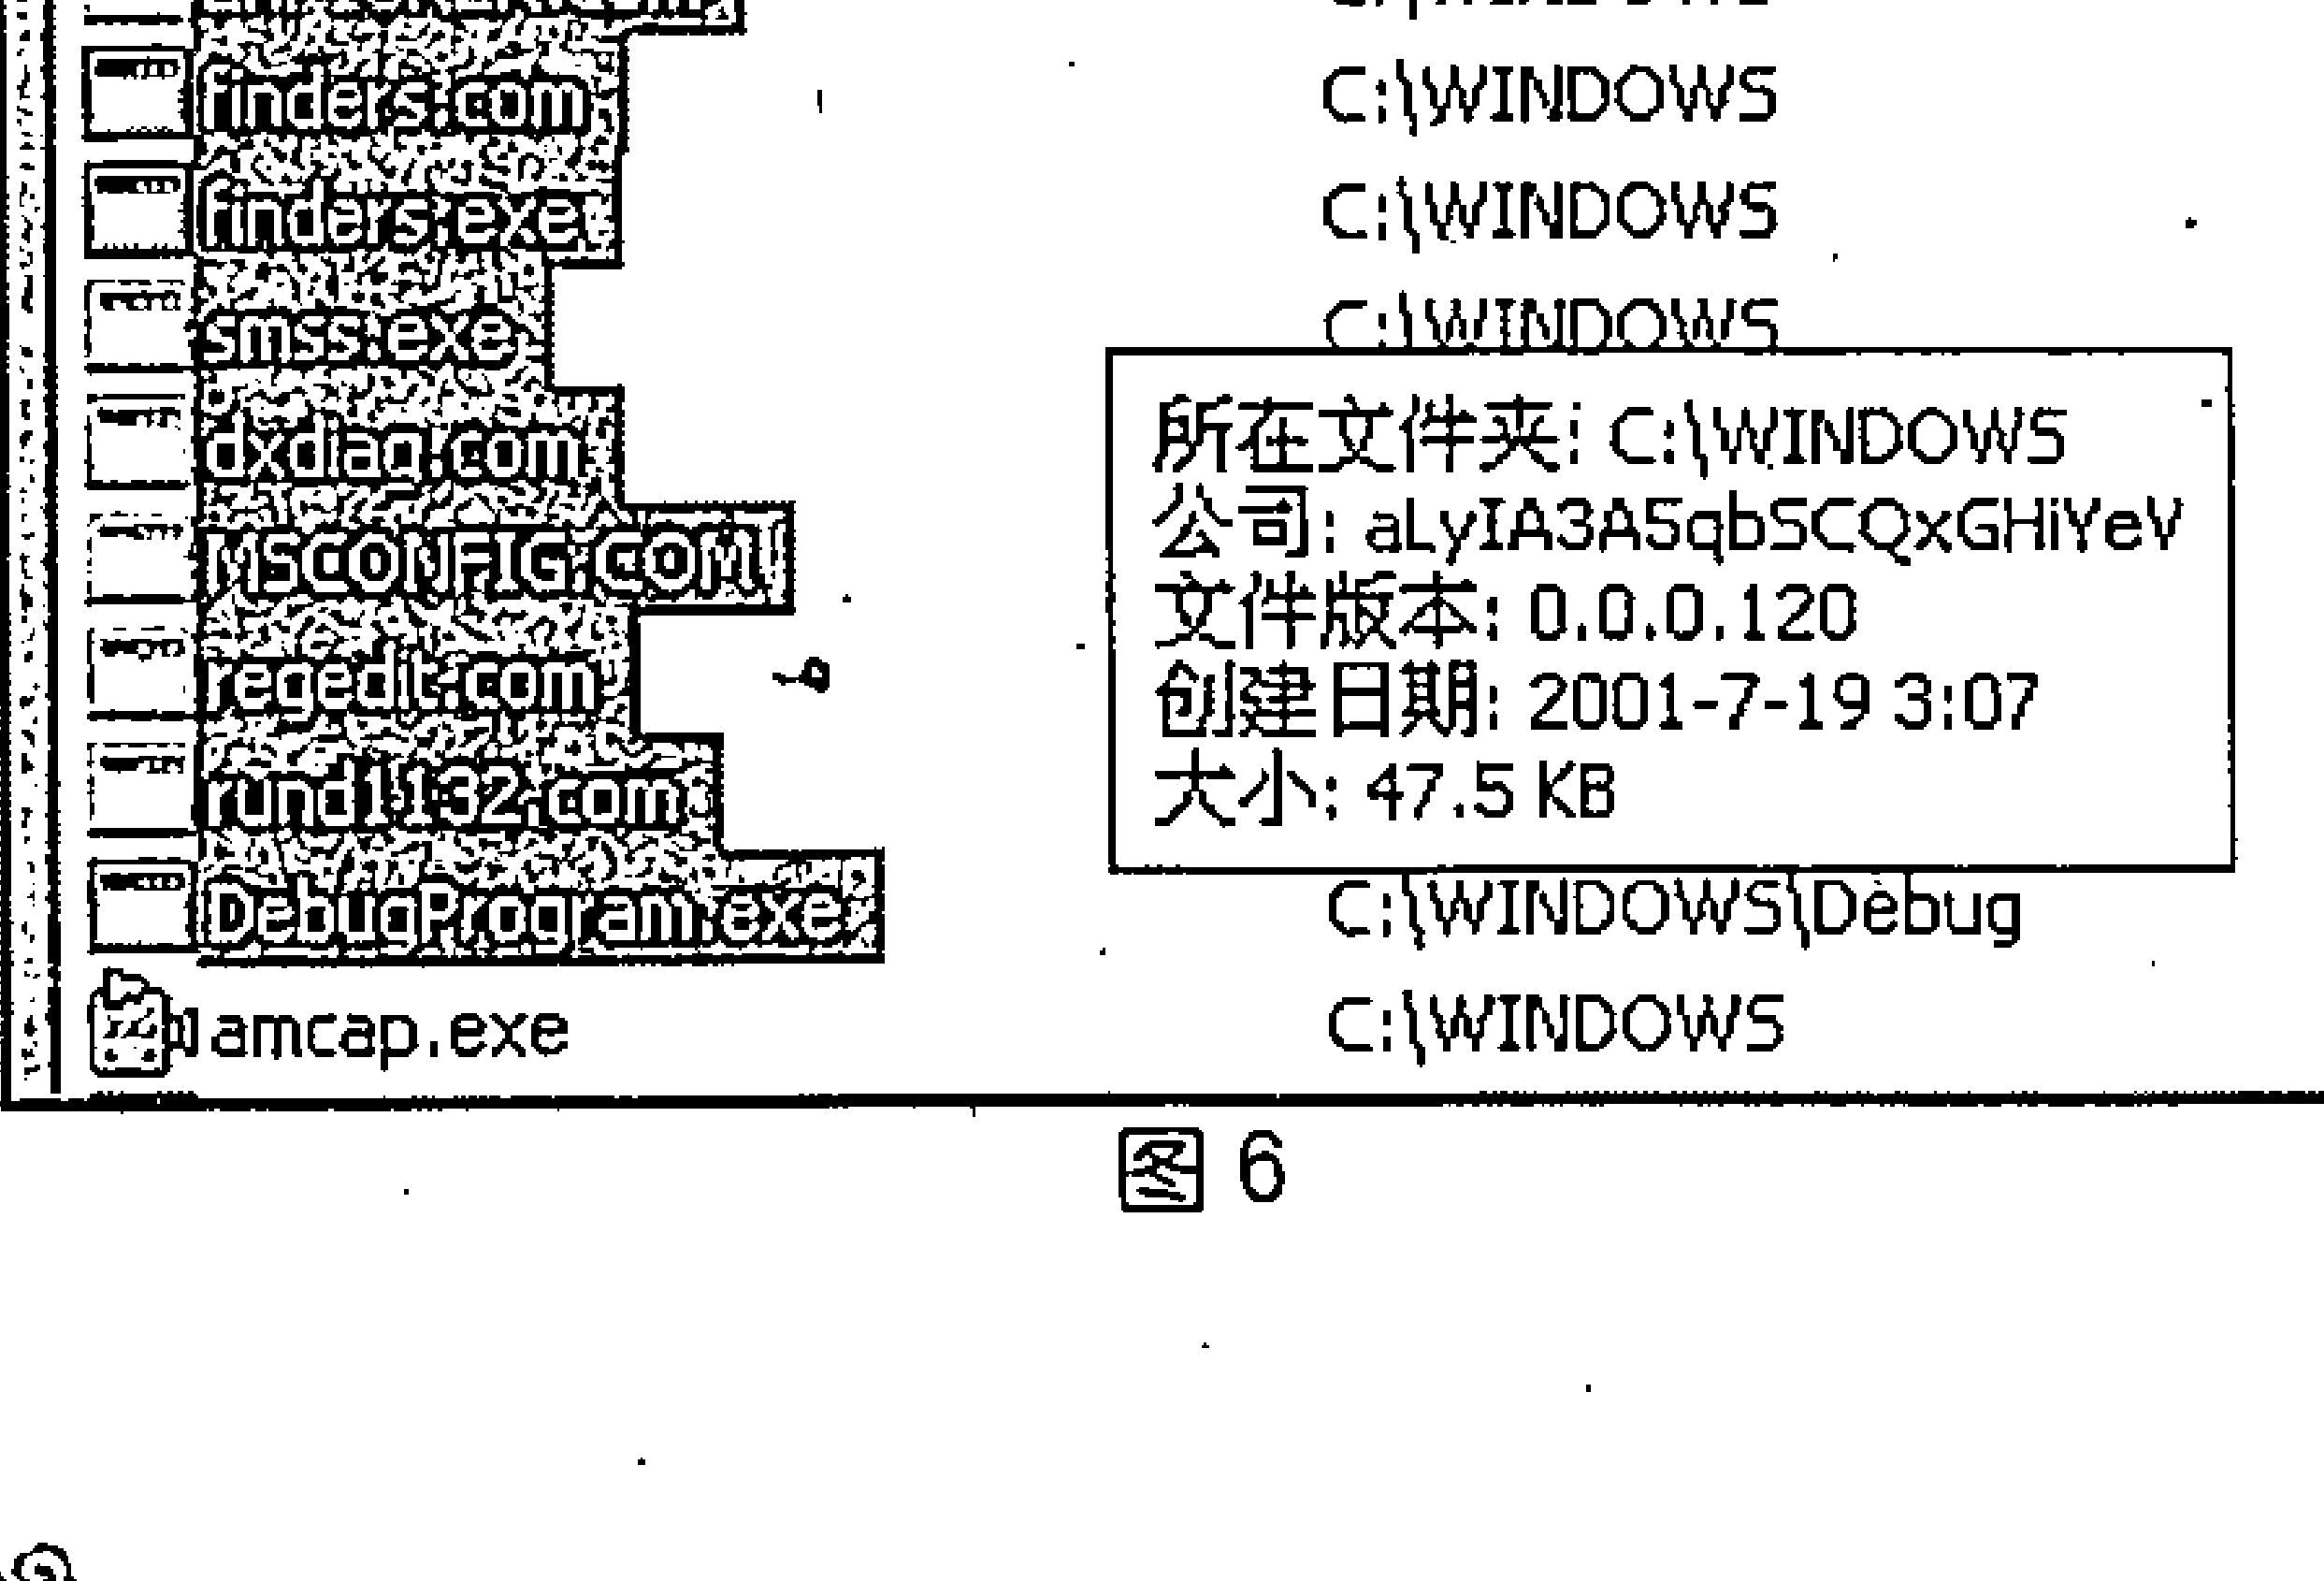 C:\WINDOWS
finders.com C:\WINDOWS
finders.exe C:\WINDOWS
smss.exe C:\WINDOWS
dxdiag.com
MSCONFIG.COM
regedit.com
rundll32.com
DebugProgram.exe C:\WINDOWS\Debug
amcap.exe C:\WINDOWS
所在文件夹: C:\WINDOWS
公司: aLyIA3A5qbSCQxGHiYeV
文件版本: 0.0.0.120
创建日期: 2001-7-19 3:07
大小: 47.5 KB
图 6